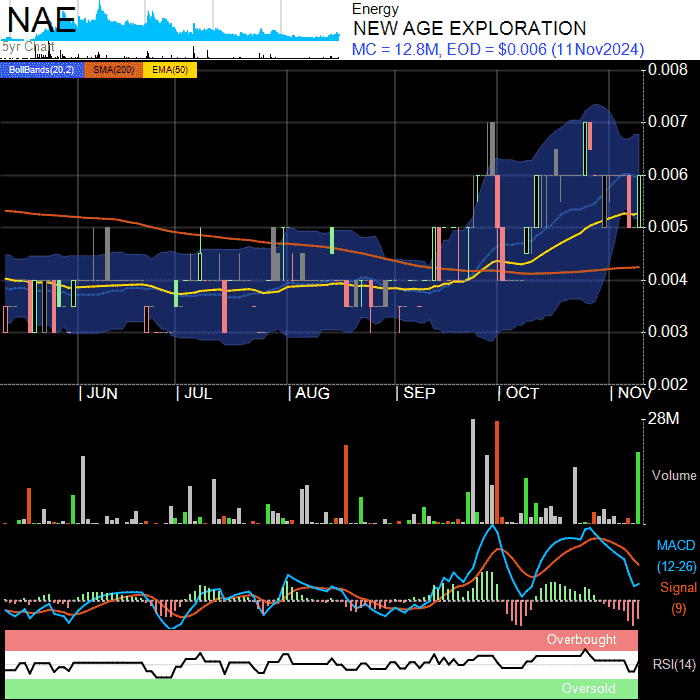 NAE
5yr Chart
Energy
NEW AGE EXPLORATION
MC = 12.8M, EOD = $0.006 (11Nov2024)
BollBands(20,2) SMA(200) EMA(50)
0.008
0.007
0.006
0.005
0.004
0.003
0.002
JUN JUL AUG SEP OCT NOV
28M
Volume
MACD
(12-26)
Signal
(9)
Overbought
RSI(14)
Oversold